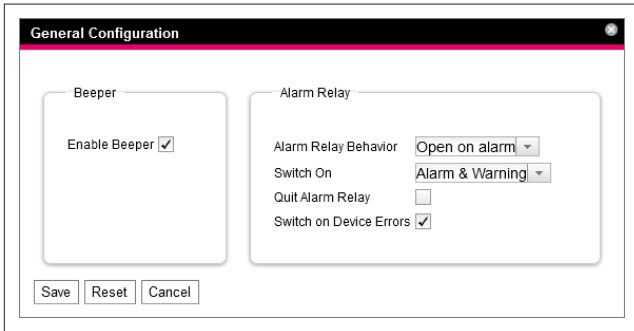 General Configuration
Beeper
Enable Beeper
Alarm Relay
Alarm Relay Behavior Open on alarm
Switch On Alarm & Warning
Quit Alarm Relay
Switch on Device Errors
Save Reset Cancel